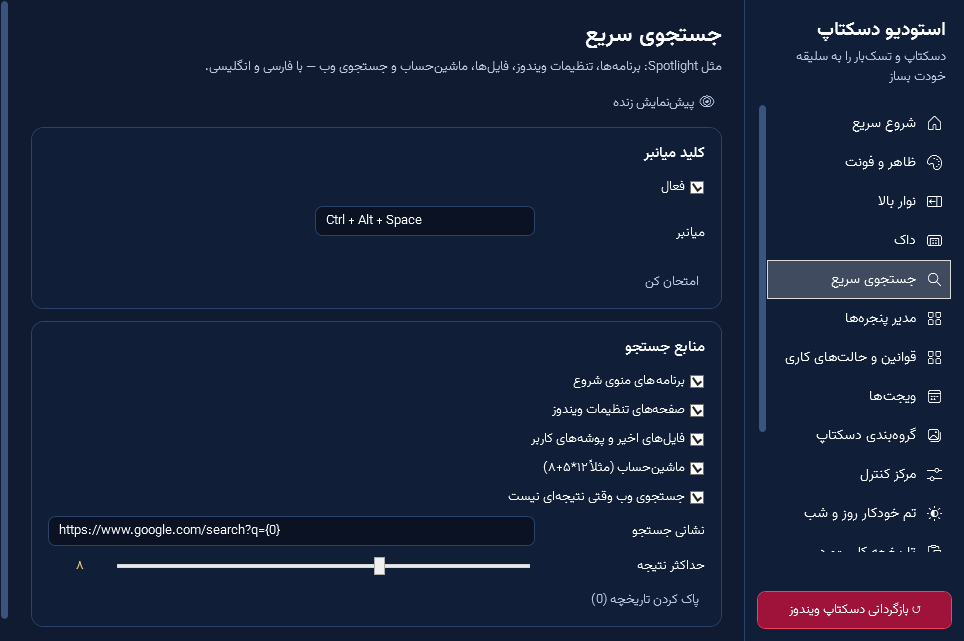 استودیو دسکتاپ
دسکتاپ و تسک‌بار را به سلیقه
خودت بساز
شروع سریع
ظاهر و فونت
نوار بالا
داک
جستجوی سریع
مدیر پنجره‌ها
قوانین و حالت‌های کاری
ویجت‌ها
گروه‌بندی دسکتاپ
مرکز کنترل
تم خودکار روز و شب
↺ بازگردانی دسکتاپ ویندوز
جستجوی سریع
مثل Spotlight: برنامه‌ها، تنظیمات ویندوز، فایل‌ها، ماشین‌حساب و جستجوی وب — با فارسی و انگلیسی.
پیش‌نمایش زنده
کلید میانبر
فعال
میانبر
Ctrl + Alt + Space
امتحان کن
منابع جستجو
برنامه‌های منوی شروع
صفحه‌های تنظیمات ویندوز
فایل‌های اخیر و پوشه‌های کاربر
ماشین‌حساب (مثلاً ۱۲*۵+۸)
جستجوی وب وقتی نتیجه‌ای نیست
نشانی جستجو
https://www.google.com/search?q={0}
حداکثر نتیجه
۸
پاک کردن تاریخچه (0)